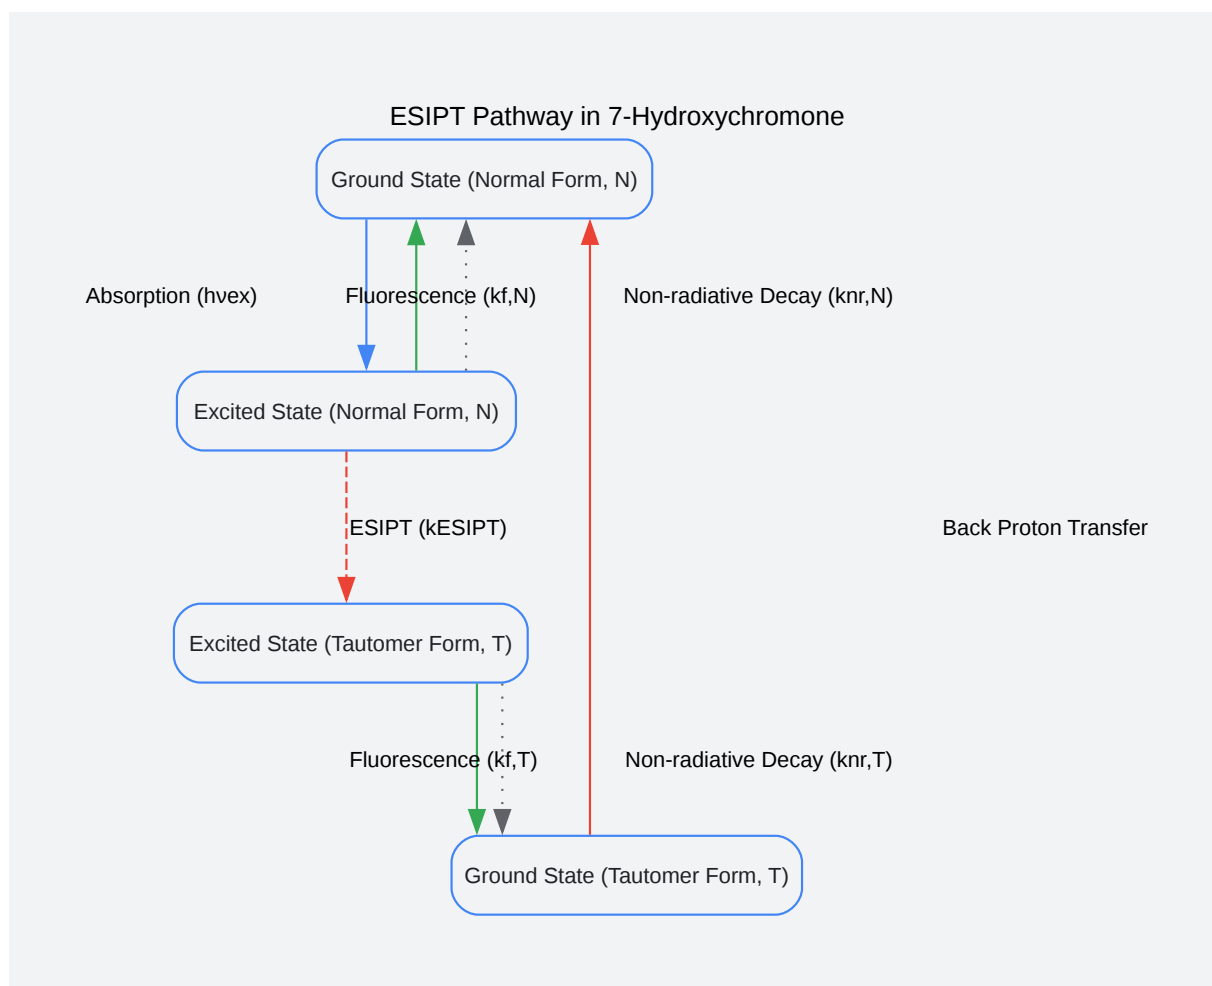 ESIPT Pathway in 7-Hydroxychromone
Ground State (Normal Form, N)
Absorption (hνex)
Fluorescence (kf,N)
Non-radiative Decay (knr,N)
Excited State (Normal Form, N)
ESIPT (kESIPT)
Back Proton Transfer
Excited State (Tautomer Form, T)
Fluorescence (kf,T)
Non-radiative Decay (knr,T)
Ground State (Tautomer Form, T)